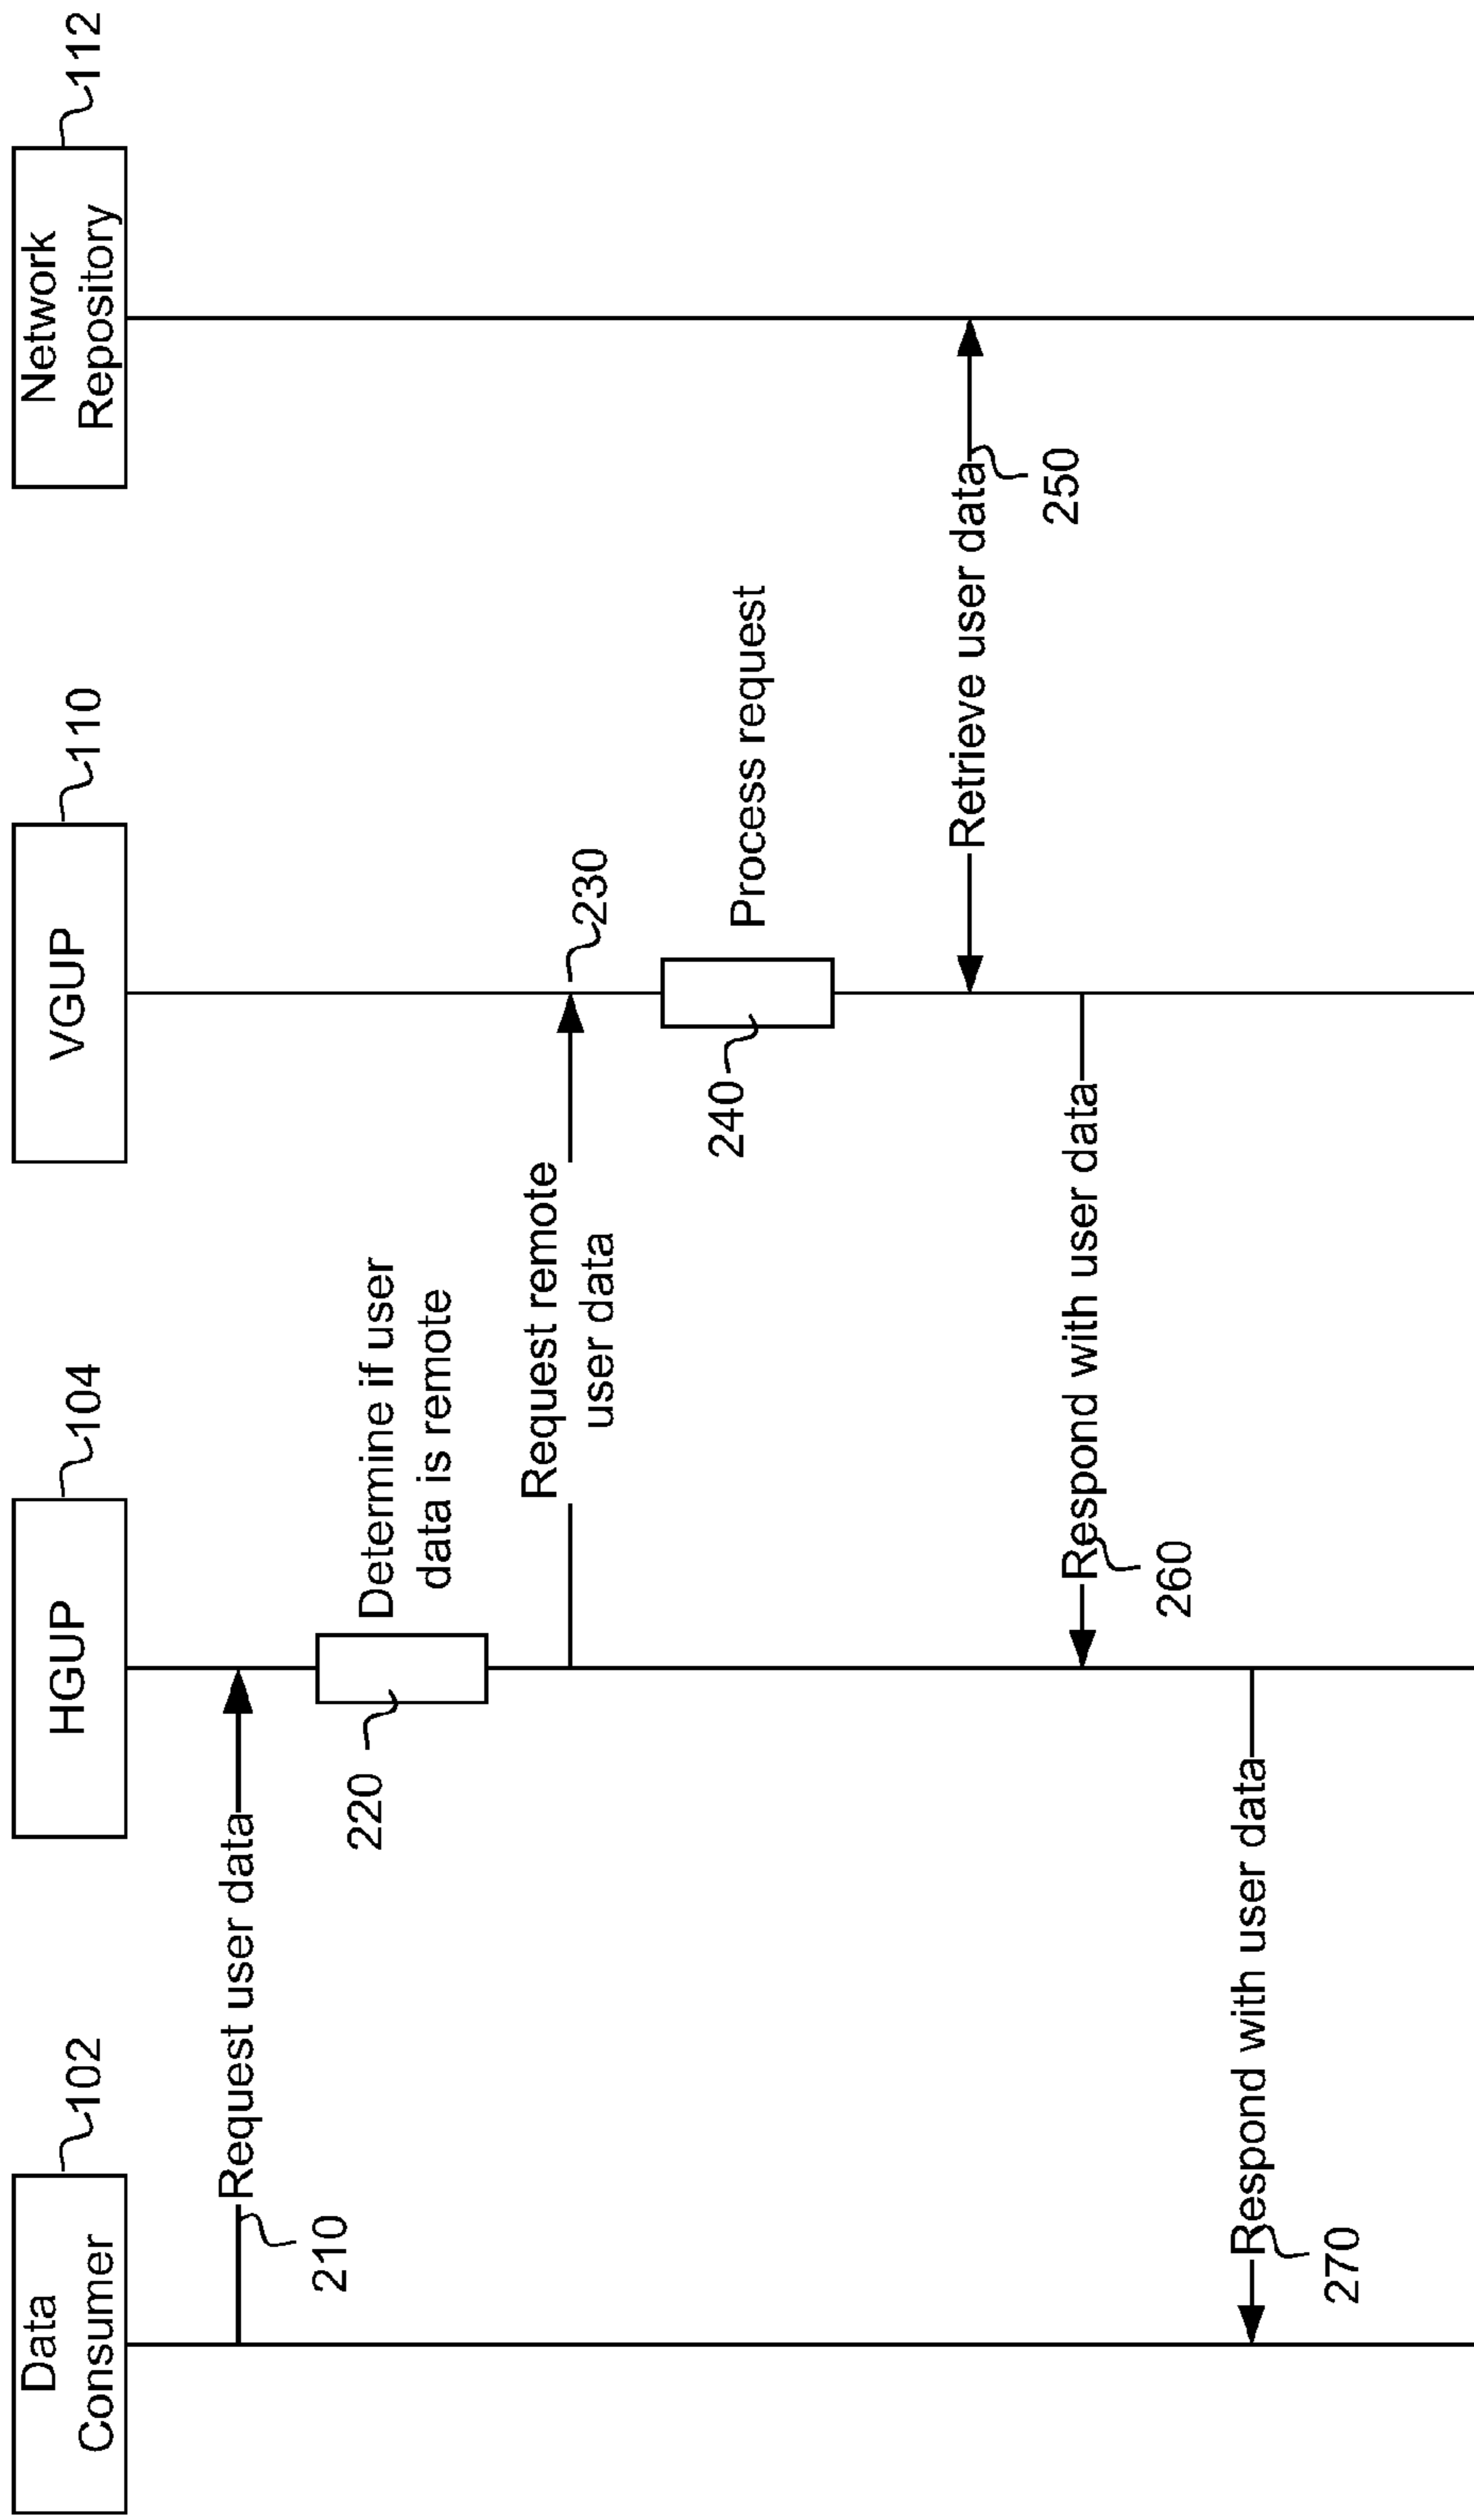 Data
Consumer
102
HGUP
104
VGUP
110
Network
Repository
112
Request user data
210
Determine if user
data is remote
220
Request remote
user data
230
Process request
240
Retrieve user data
250
Respond with user data
260
Respond with user data
270